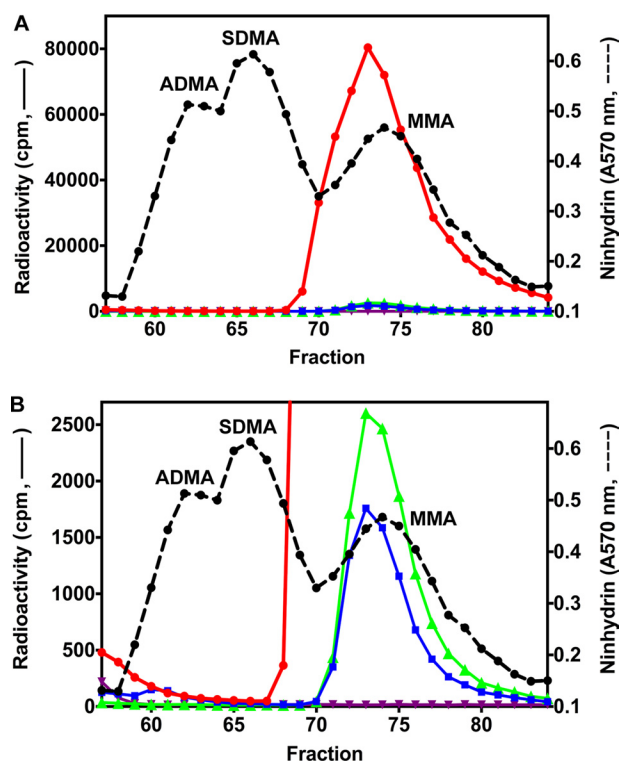 A
SDMA
ADMA
MMA
80000
60000
40000
20000
0
Radioactivity (cpm, ——)
0.6
0.5
0.4
0.3
0.2
0.1
Ninhydrin (A570 nm, ----)
60 65 70 75 80
Fraction
B
SDMA
ADMA
MMA
2500
2000
1500
1000
500
0
Radioactivity (cpm, ——)
0.6
0.5
0.4
0.3
0.2
0.1
Ninhydrin (A570 nm, ----)
60 65 70 75 80
Fraction